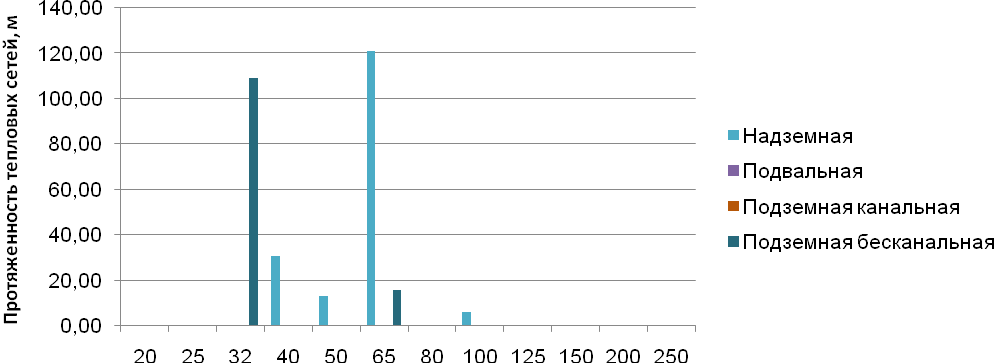 Протяженность тепловых сетей, м
140,00
120,00
100,00
80,00
60,00
40,00
20,00
0,00
20 25 32 40 50 65 80 100 125 150 200 250
Надземная
Подвальная
Подземная канальная
Подземная бесканальная